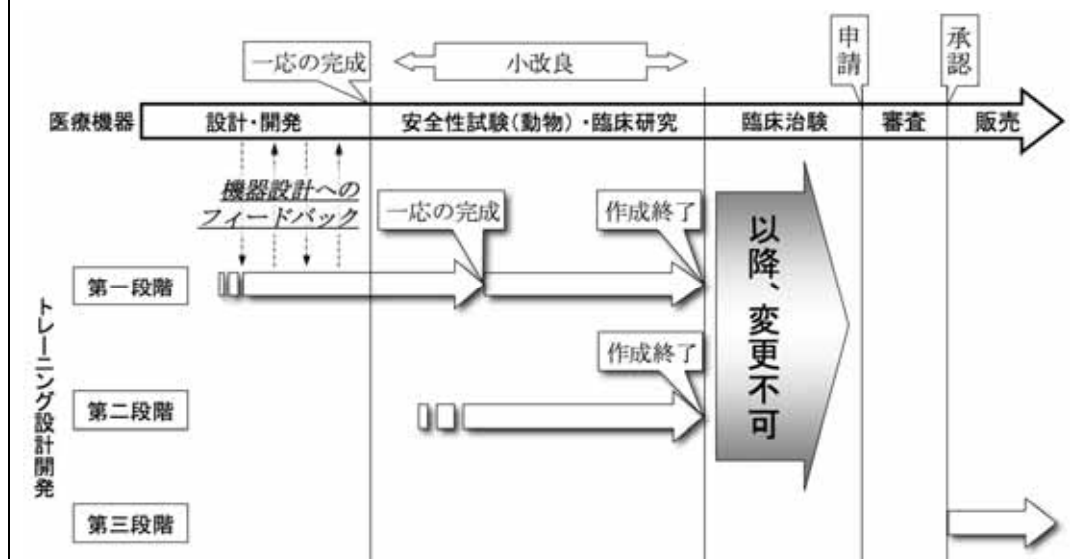 申請
承認
一応の完成
小改良
医療機器
設計・開発
安全性試験(動物)・臨床研究
臨床治験
審査
販売
機器設計への
フィードバック
一応の完成
作成終了
以降、変更不可
第一段階
作成終了
第二段階
第三段階
トレーニング設計開発